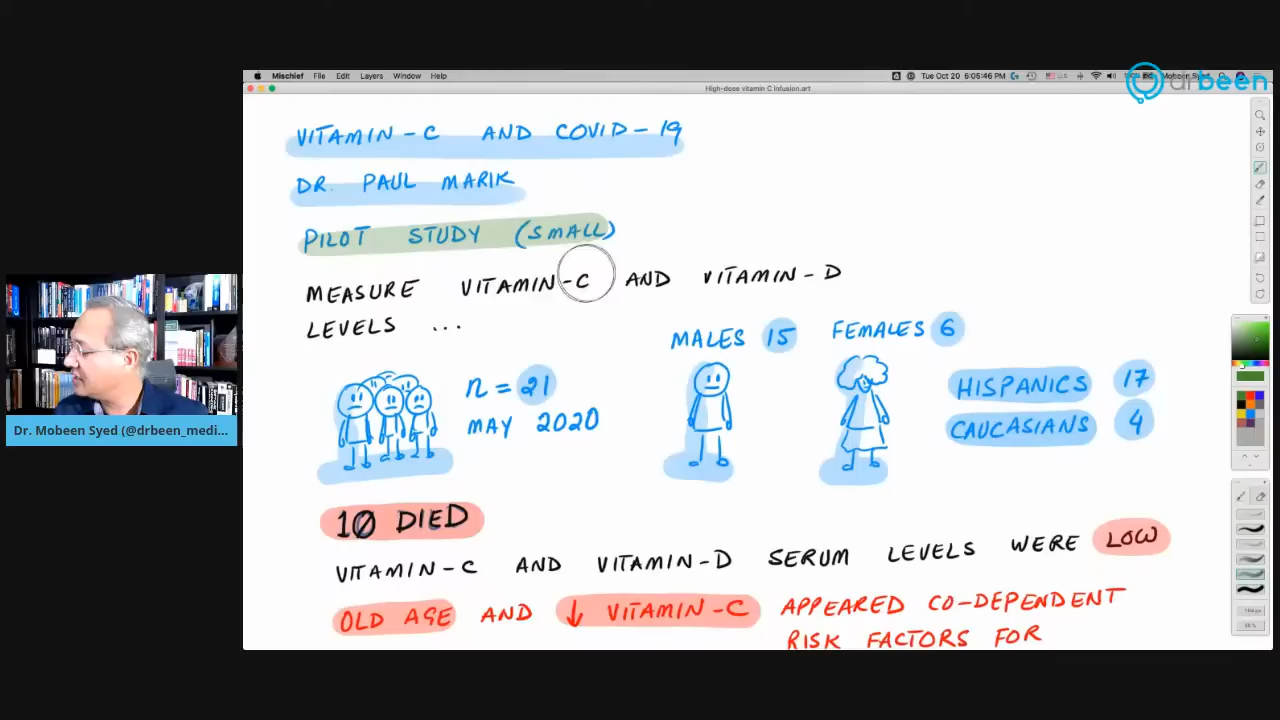 Mischief File Edit Layers Window Help
Tue Oct 20 6:05:46 PM
drbeen
High-dose vitamin C infusion.art
VITAMIN-C AND COVID-19
DR. PAUL MARIK
PILOT STUDY (SMALL)
MEASURE VITAMIN-C AND VITAMIN-D
LEVELS ...
MALES 15 FEMALES 6
n = 21
MAY 2020
HISPANICS 17
CAUCASIANS 4
Dr. Mobeen Syed (@drbeen_medi...
10 DIED
VITAMIN-C AND VITAMIN-D SERUM LEVELS WERE LOW
OLD AGE AND ↓ VITAMIN-C APPEARED CO-DEPENDENT
RISK FACTORS FOR